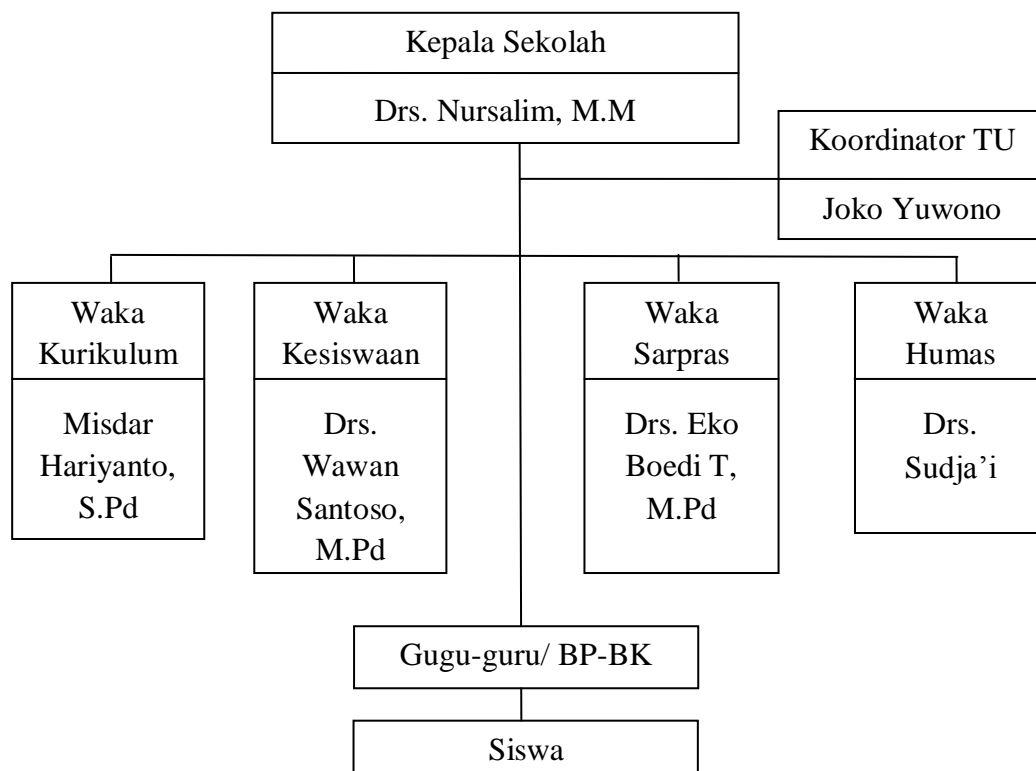 Kepala Sekolah
Drs. Nursalim, M.M
Koordinator TU
Joko Yuwono
Waka
Kurikulum
Misdar
Hariyanto,
S.Pd
Waka
Kesiswaan
Drs.
Wawan
Santoso,
M.Pd
Waka
Sarpras
Drs. Eko
Boedi T,
M.Pd
Waka
Humas
Drs.
Sudja’i
Gugu-guru/ BP-BK
Siswa